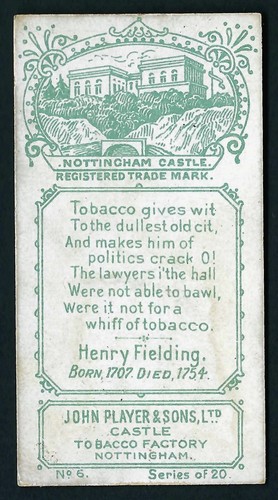 NOTTINGHAM CASTLE.
REGISTERED TRADE MARK.
Tobacco gives wit
To the dullest old cit,
And makes him of
politics crack O!
The lawyers i'the hall
Were not able to bawl,
Were it not for a
whiff of tobacco.
Henry Fielding.
BORN, 1707. DIED, 1754.
JOHN PLAYER & SONS, LTD
CASTLE
TOBACCO FACTORY
NOTTINGHAM.
No 6. Series of 20.